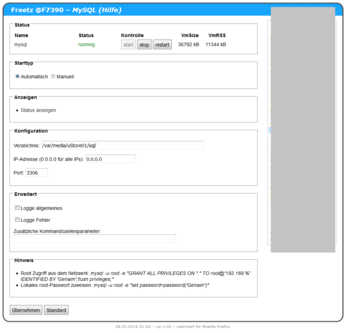 Freetz @F7390 – MySQL (Hilfe)
Status
Name Status Kontrolle VmSize VmRSS
mysql running start stop restart 36792 kB 11344 kB
Starttyp
Automatisch Manuell
Anzeigen
Status anzeigen
Konfiguration
Verzeichnis: /var/media/uStor01/sql/
IP-Adresse (0.0.0.0 für alle IPs): 0.0.0.0
Port: 3306
Erweitert
Logge allgemeines
Logge Fehler
Zusätzliche Kommandozeilenparameter:
Hinweis
Root Zugriff aus dem Netzwerk: mysql -u root -e "GRANT ALL PRIVILEGES ON *.* TO root@'192.168.%'
IDENTIFIED BY 'Geheim';flush privileges;"
Lokales root-Passwort zuweisen: mysql -u root -e "set password=password('Geheim')"
Übernehmen Standard
optimiert für Mozilla Firefox